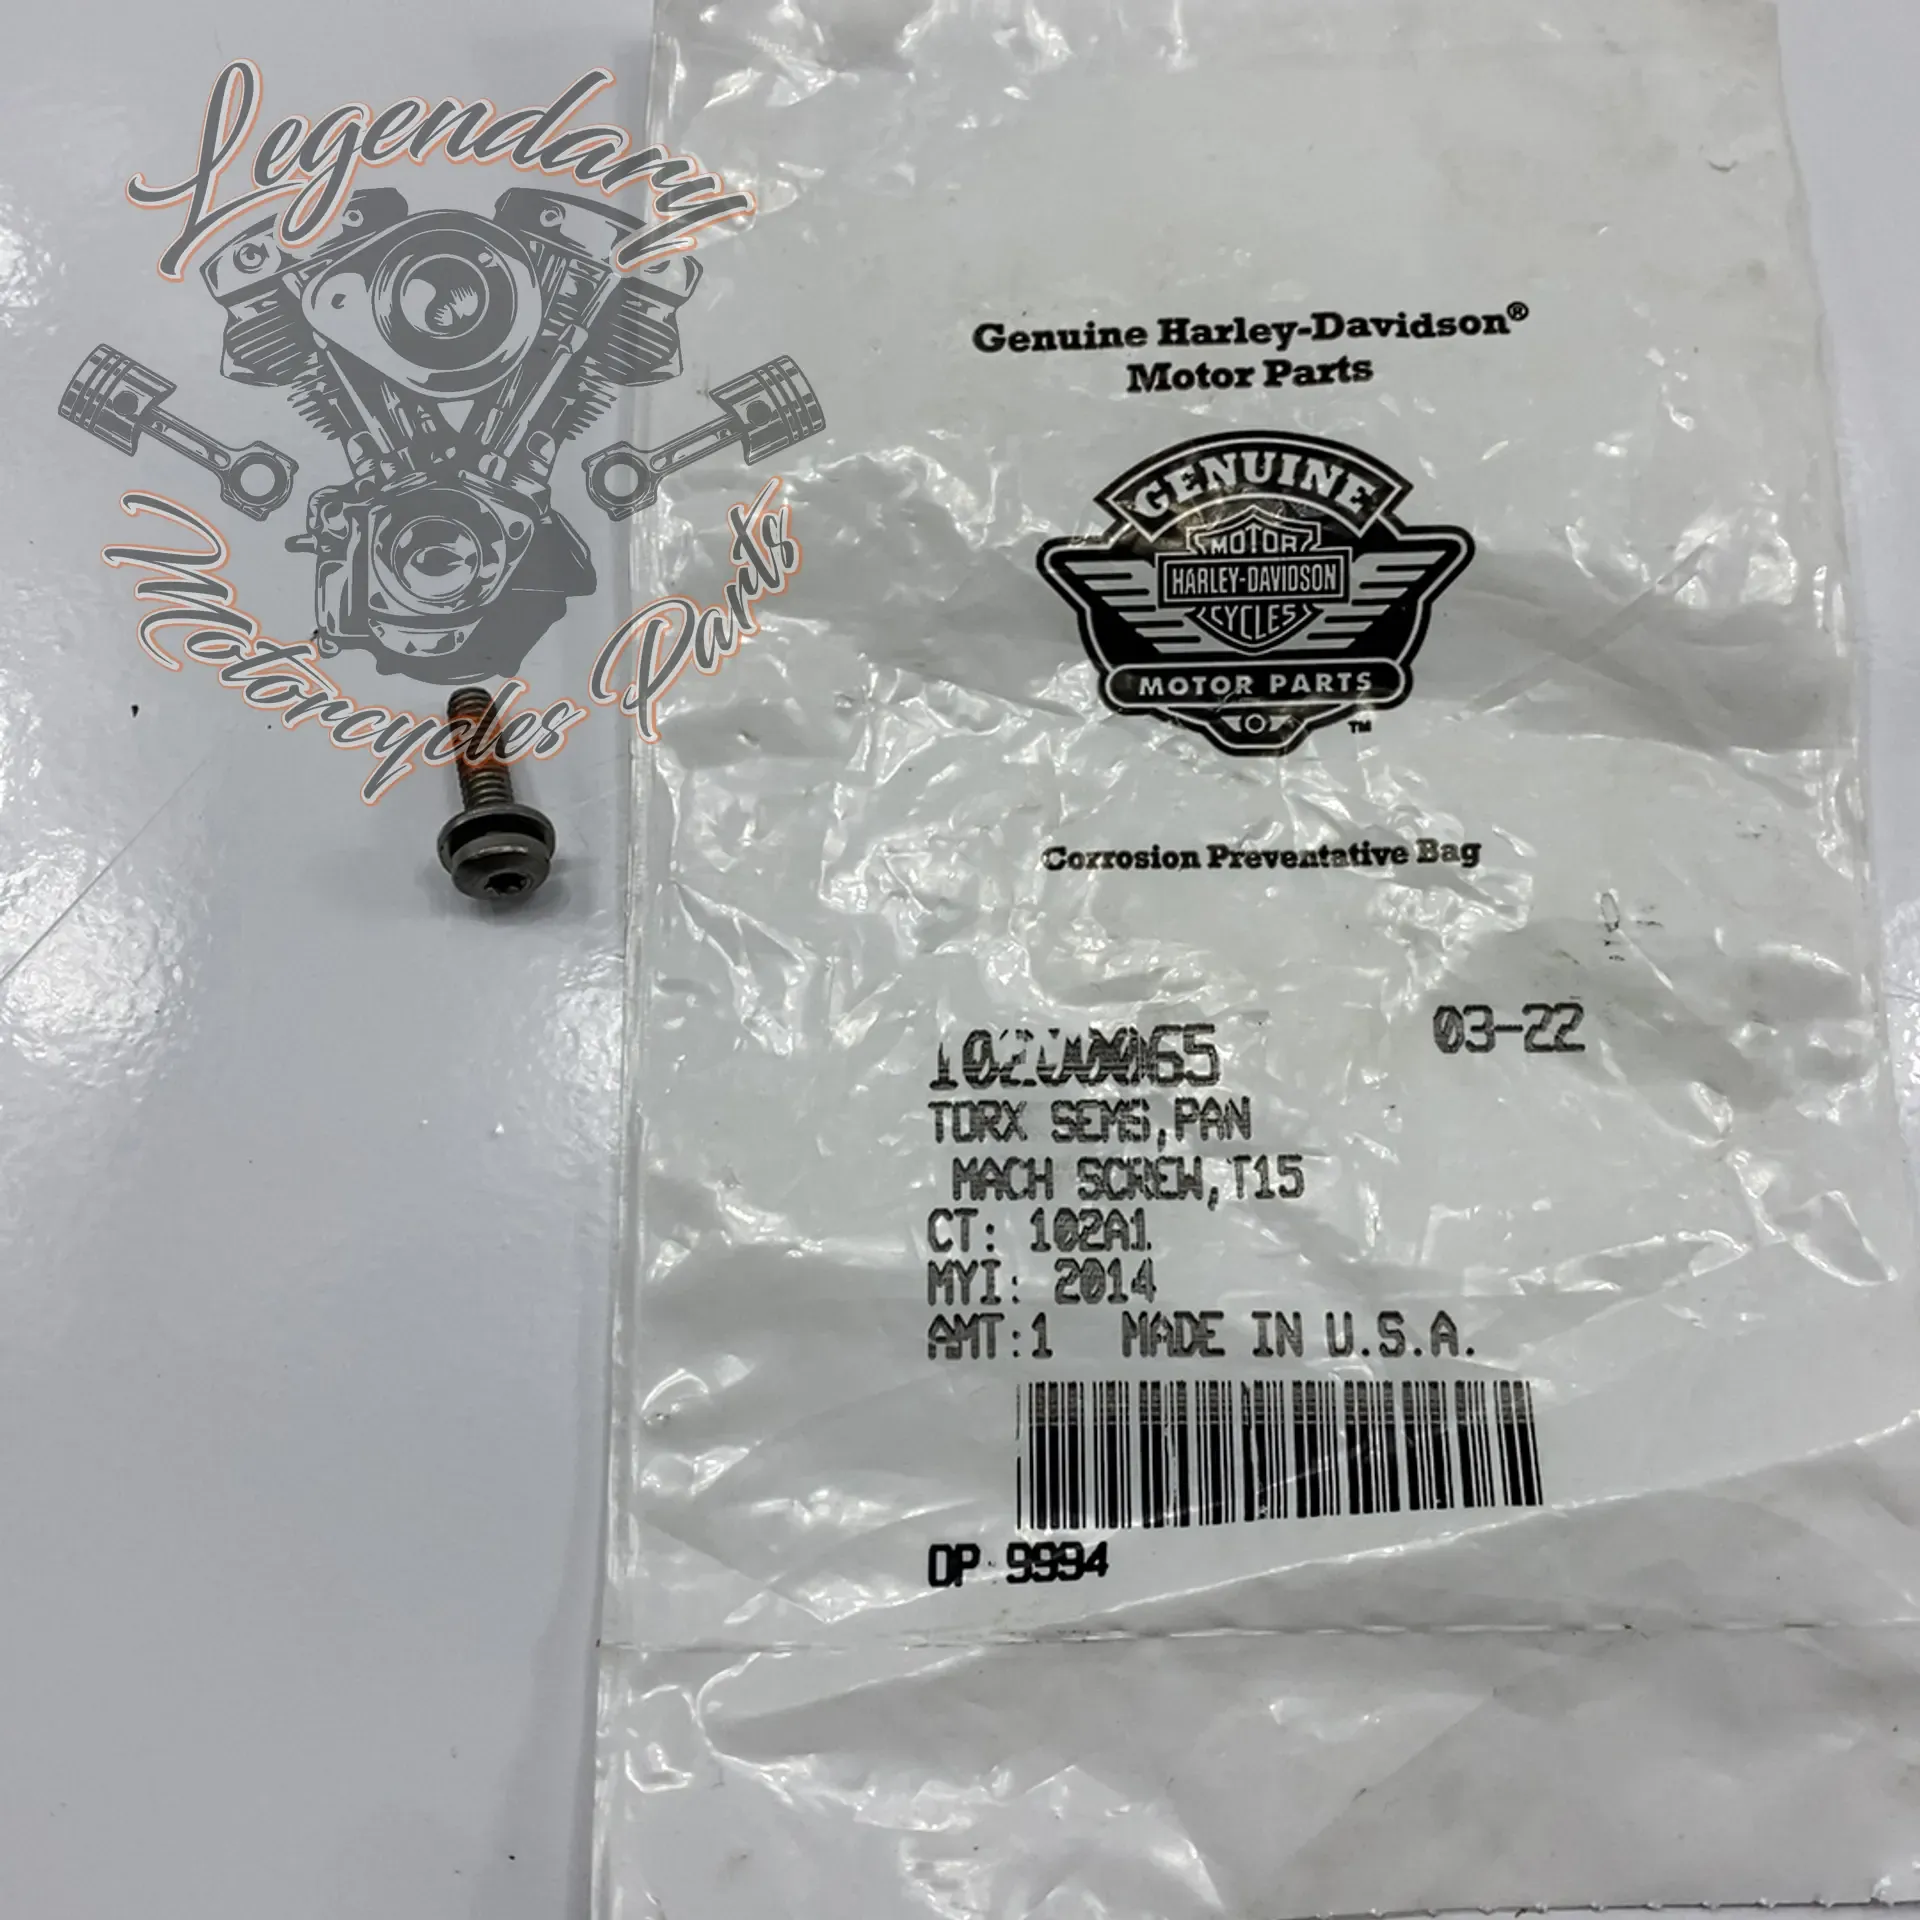 Legendary
Motorcycles Parts
Genuine Harley-Davidson®
Motor Parts
GENUINE
MOTOR
HARLEY-DAVIDSON
CYCLES
MOTOR PARTS
TM
Corrosion Preventative Bag
10200065
03-22
TORX SEMS,PAN
MACH SCREW,T15
CT: 102A1
MYI: 2014
AMT:1 MADE IN U.S.A.
OP 9994